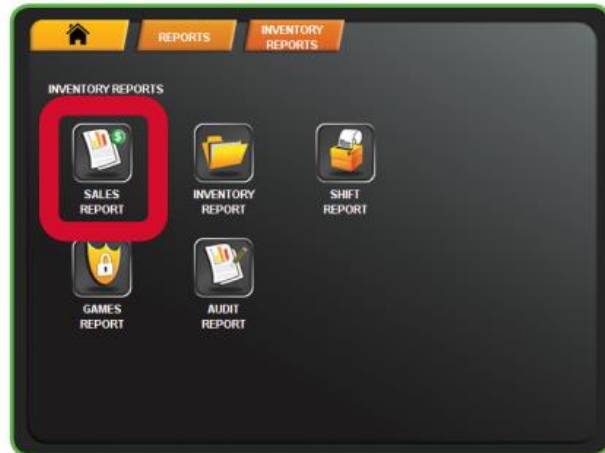 REPORTS
INVENTORY
REPORTS
INVENTORY REPORTS
SALES
REPORT
INVENTORY
REPORT
SHIFT
REPORT
GAMES
REPORT
AUDIT
REPORT